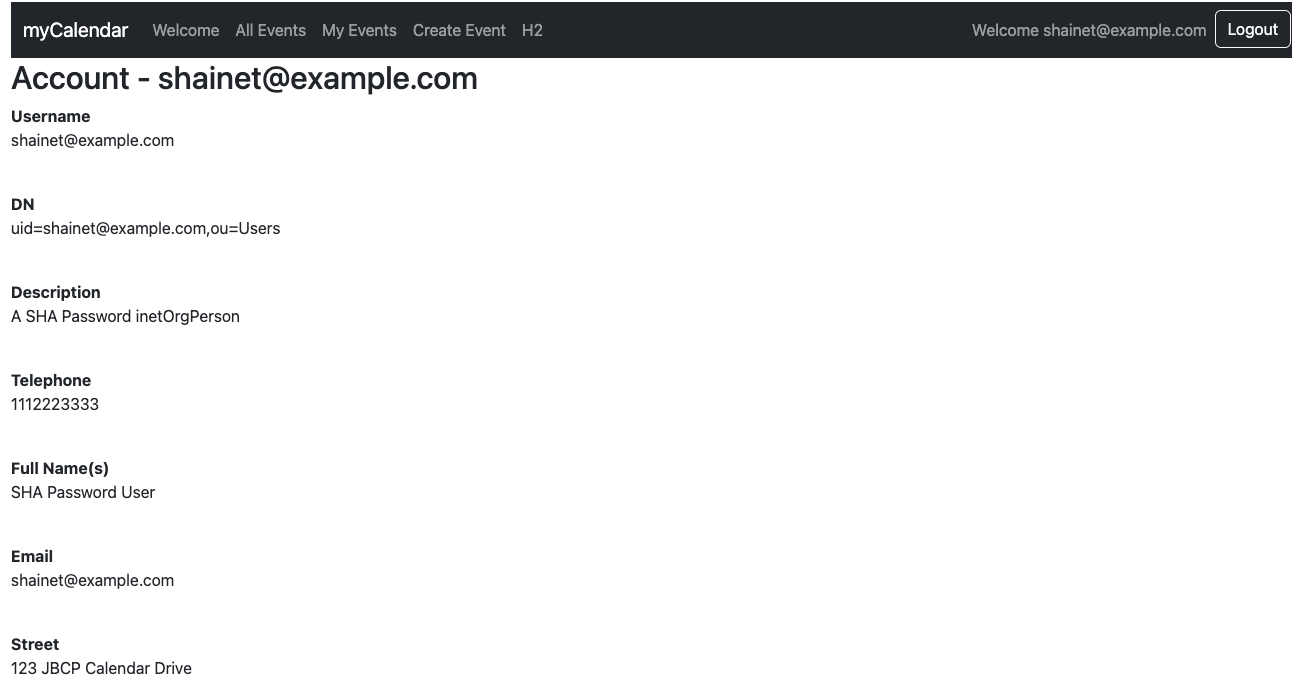 myCalendar Welcome All Events My Events Create Event H2 Welcome shainet@example.com Logout
Account - shainet@example.com
Username
shainet@example.com
DN
uid=shainet@example.com,ou=Users
Description
A SHA Password inetOrgPerson
Telephone
1112223333
Full Name(s)
SHA Password User
Email
shainet@example.com
Street
123 JBCP Calendar Drive